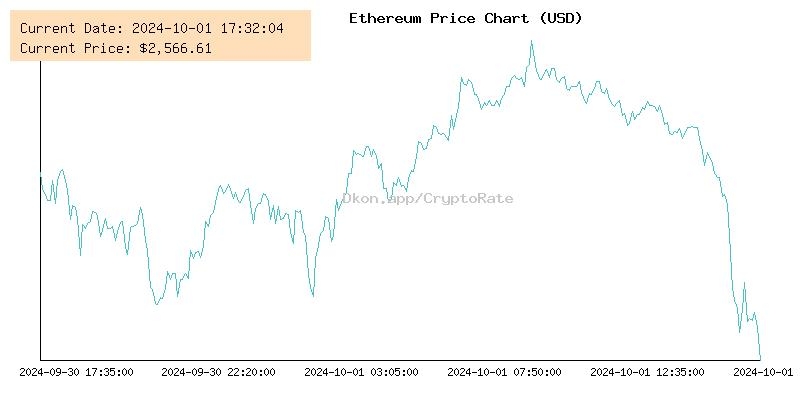 Ethereum Price Chart (USD)
Current Date: 2024-10-01 17:32:04
Current Price: $2,566.61
Dkon.app/CryptoRate
2024-09-30 17:35:00 2024-09-30 22:20:00 2024-10-01 03:05:00 2024-10-01 07:50:00 2024-10-01 12:35:00 2024-10-01